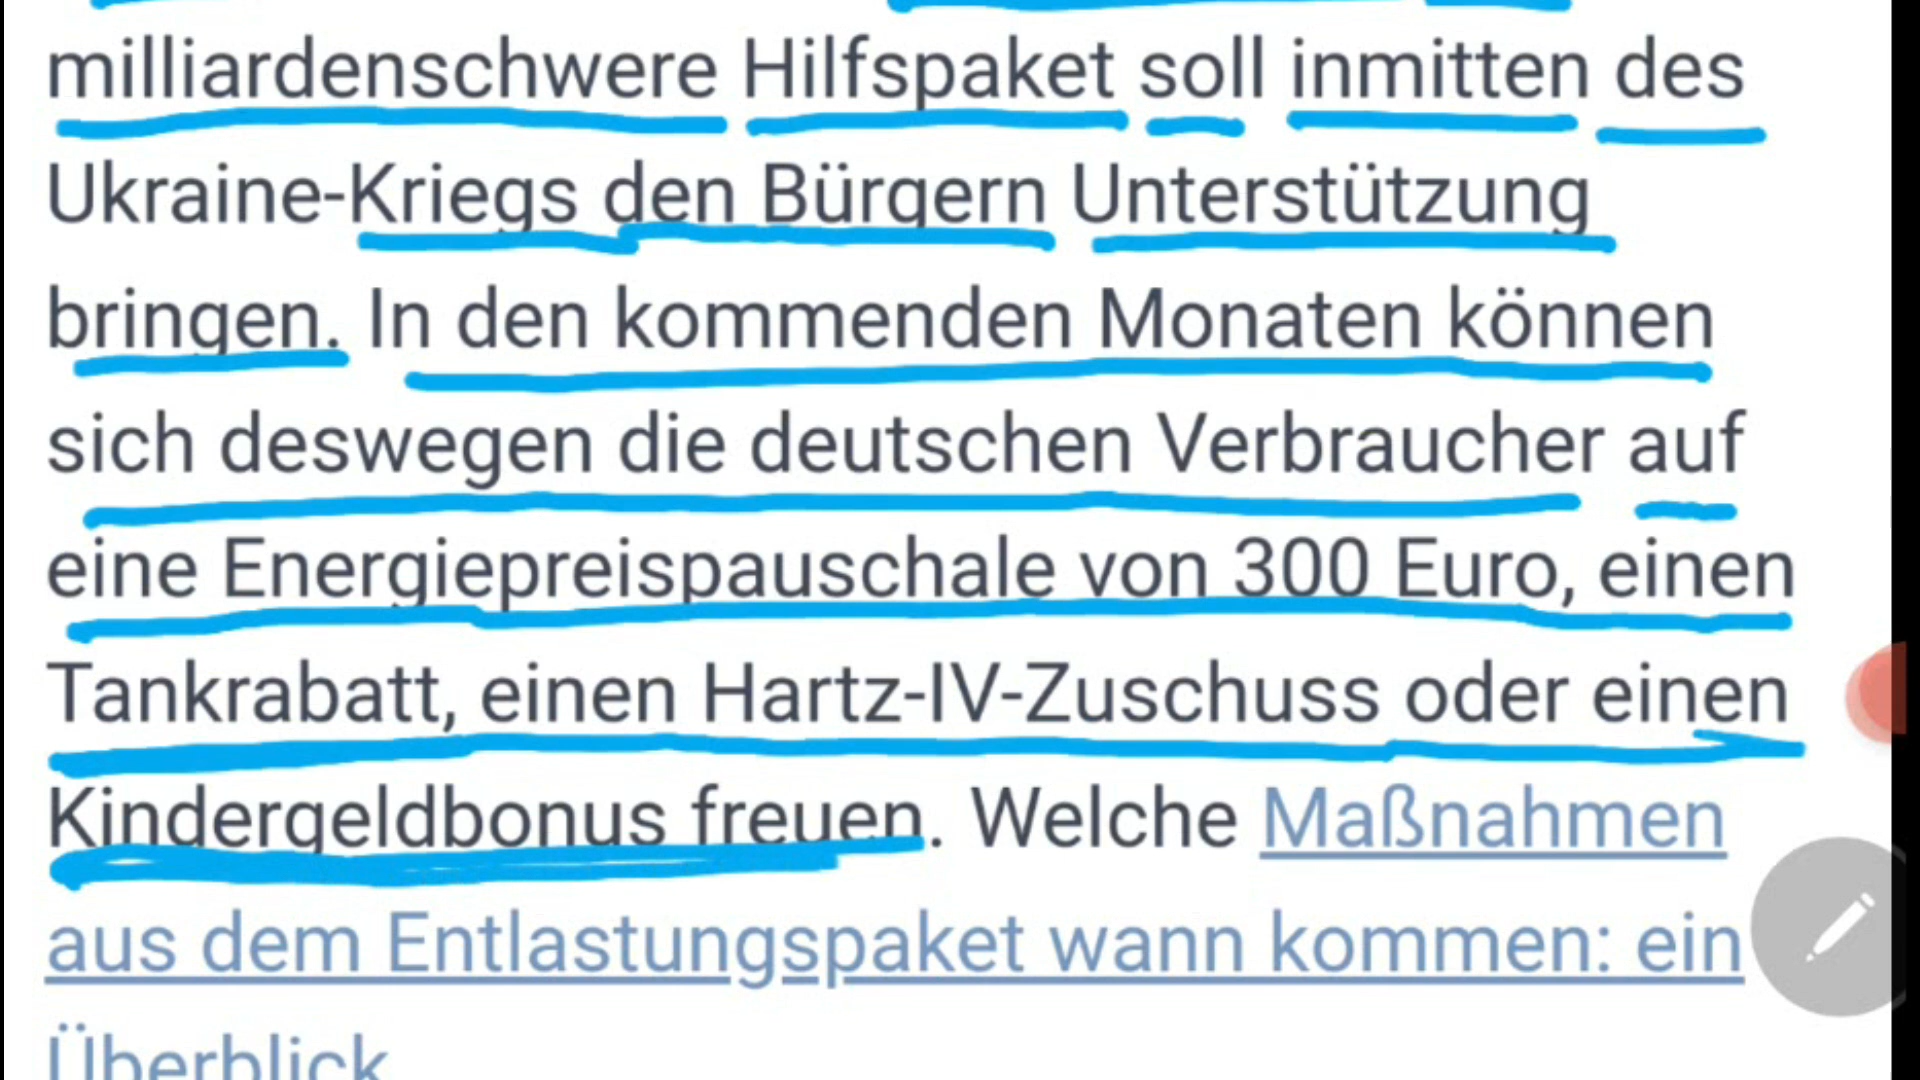 milliardenschwere Hilfspaket soll inmitten des
Ukraine-Kriegs den Bürgern Unterstützung
bringen. In den kommenden Monaten können
sich deswegen die deutschen Verbraucher auf
eine Energiepreispauschale von 300 Euro, einen
Tankrabatt, einen Hartz-IV-Zuschuss oder einen
Kindergeldbonus freuen. Welche Maßnahmen
aus dem Entlastungspaket wann kommen: ein
Überblick